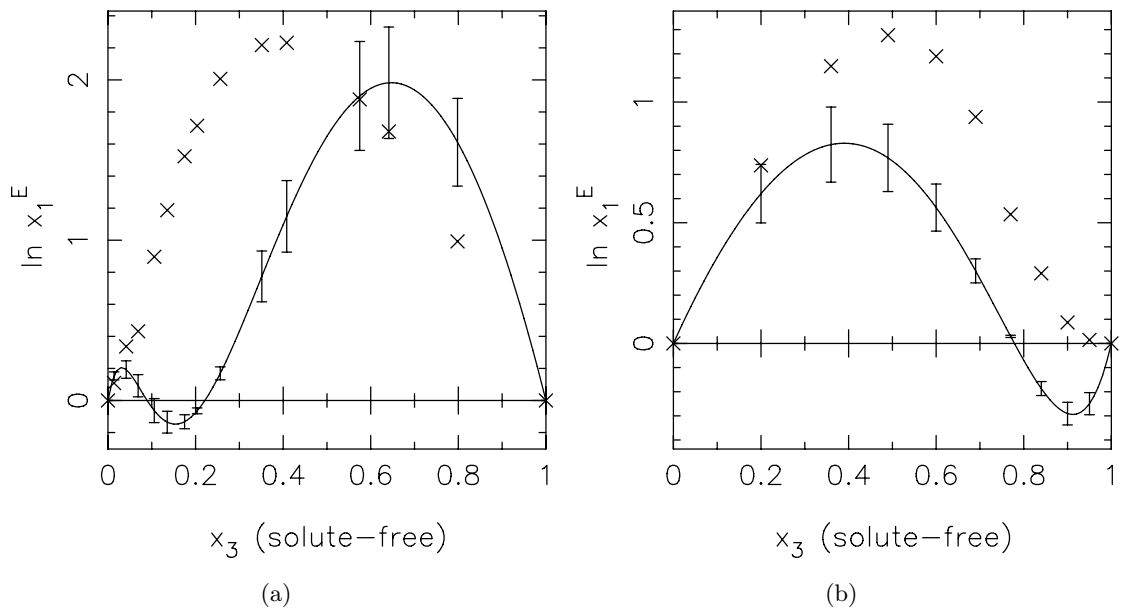 2
1
0
ln x₁ᴱ
0 0.2 0.4 0.6 0.8 1
x₃ (solute−free)
(a)
1
0.5
0
ln x₁ᴱ
0 0.2 0.4 0.6 0.8 1
x₃ (solute−free)
(b)